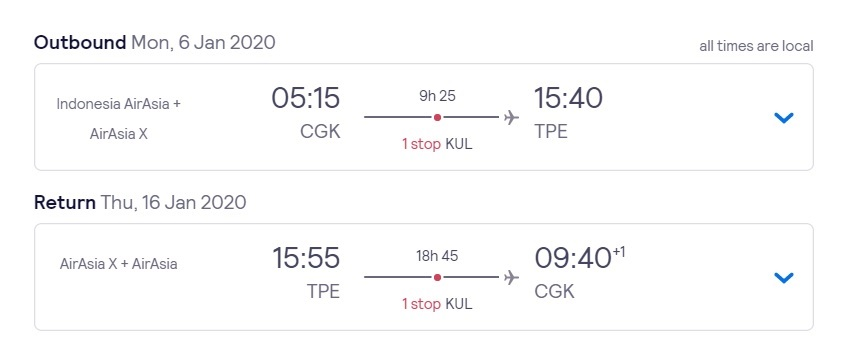 Outbound Mon, 6 Jan 2020
all times are local
Indonesia AirAsia +
AirAsia X
05:15
CGK
9h 25
1 stop KUL
15:40
TPE
Return Thu, 16 Jan 2020
AirAsia X + AirAsia
15:55
TPE
18h 45
1 stop KUL
09:40+1
CGK